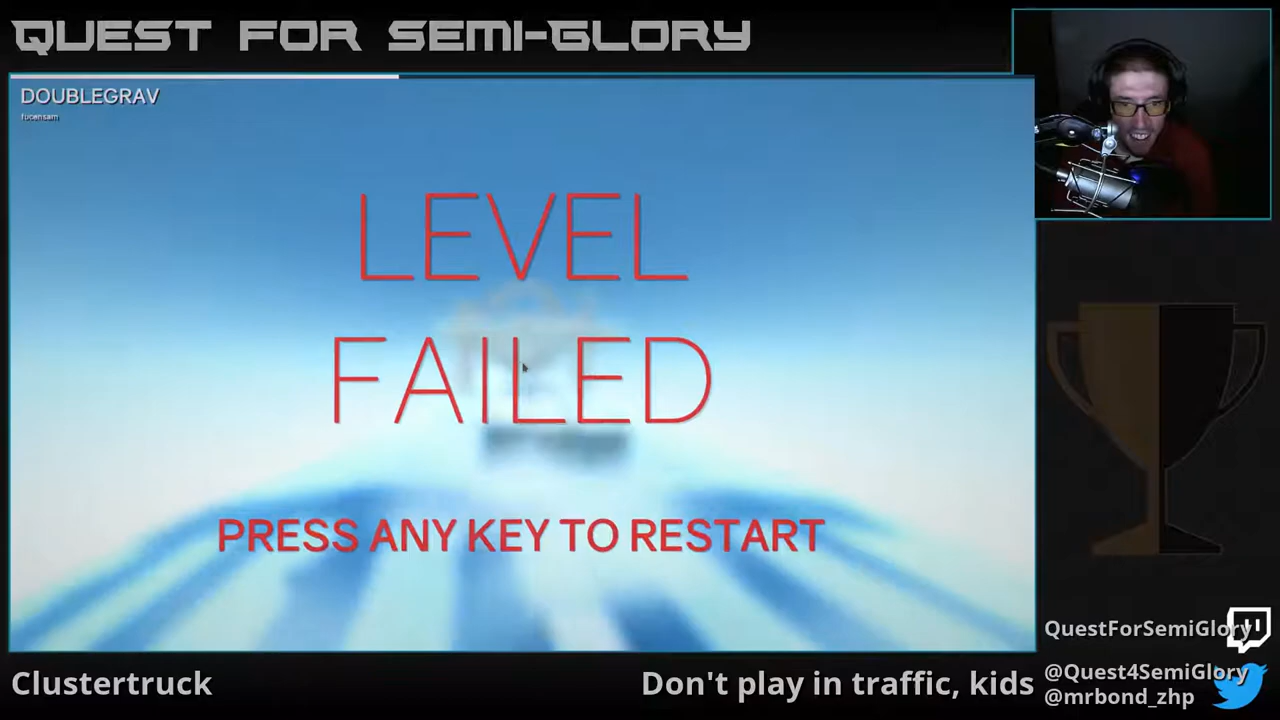 QUEST FOR SEMI-GLORY
DOUBLEGRAV
fucensam
LEVEL
FAILED
PRESS ANY KEY TO RESTART
QuestForSemiGlory
@Quest4SemiGlory
@mrbond_zhp
Clustertruck
Don't play in traffic, kids